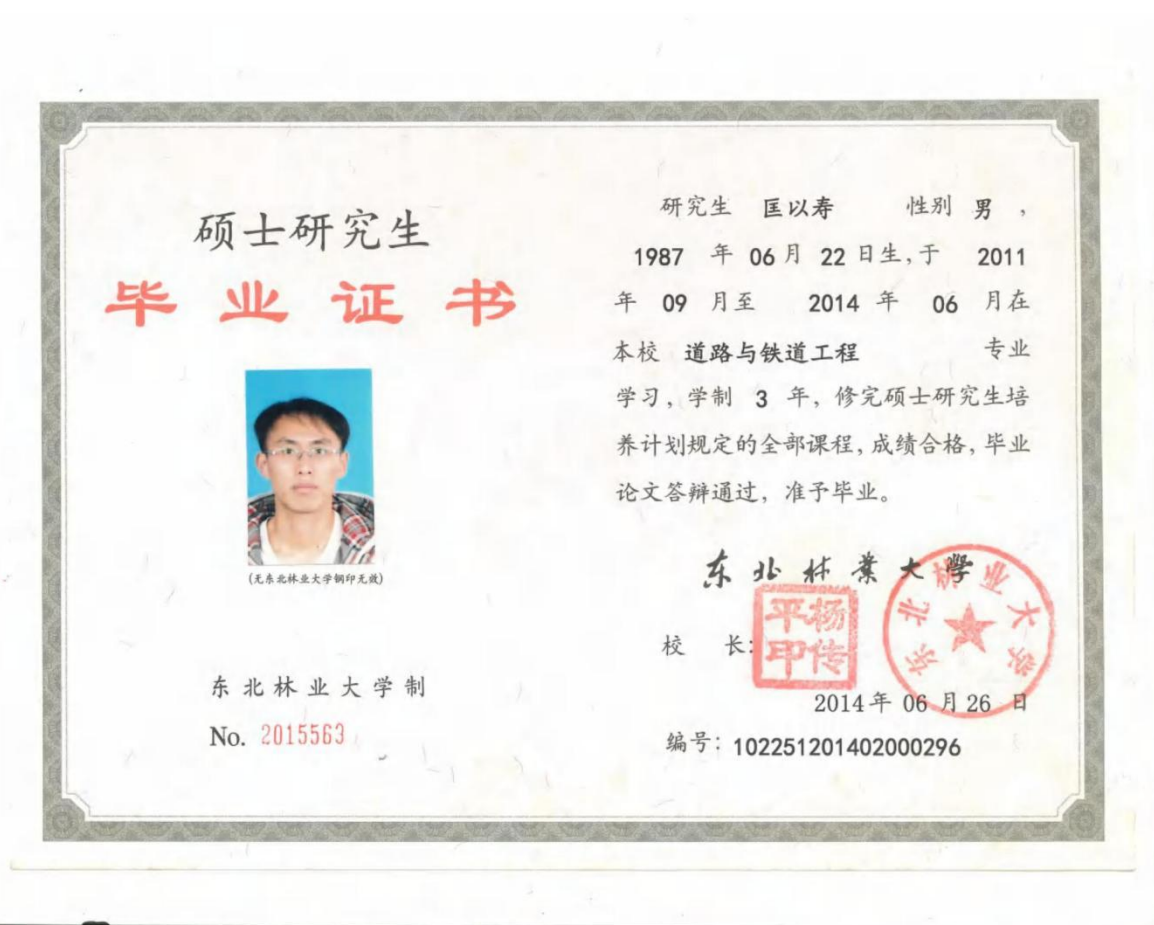 硕士研究生
毕业证书
(无东北林业大学钢印无效)
东北林业大学制
No. 2015563
研究生 匡以寿 性别 男 ,
1987 年 06 月 22 日生,于 2011
年 09 月至 2014 年 06 月在
本校 道路与铁道工程 专业
学习, 学制 3 年, 修完硕士研究生培
养计划规定的全部课程, 成绩合格, 毕业
论文答辩通过, 准予毕业。
东北林業大學
东北林业大学
校 长:
杨传平印
2014 年 06 月 26 日
编号: 102251201402000296